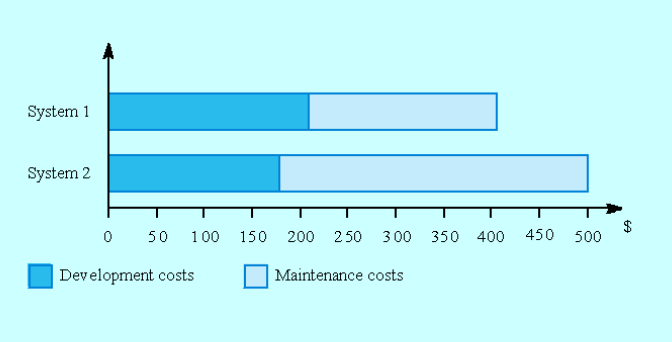 System 1
System 2
0 50 100 150 200 250 300 350 400 450 500
$
Development costs Maintenance costs